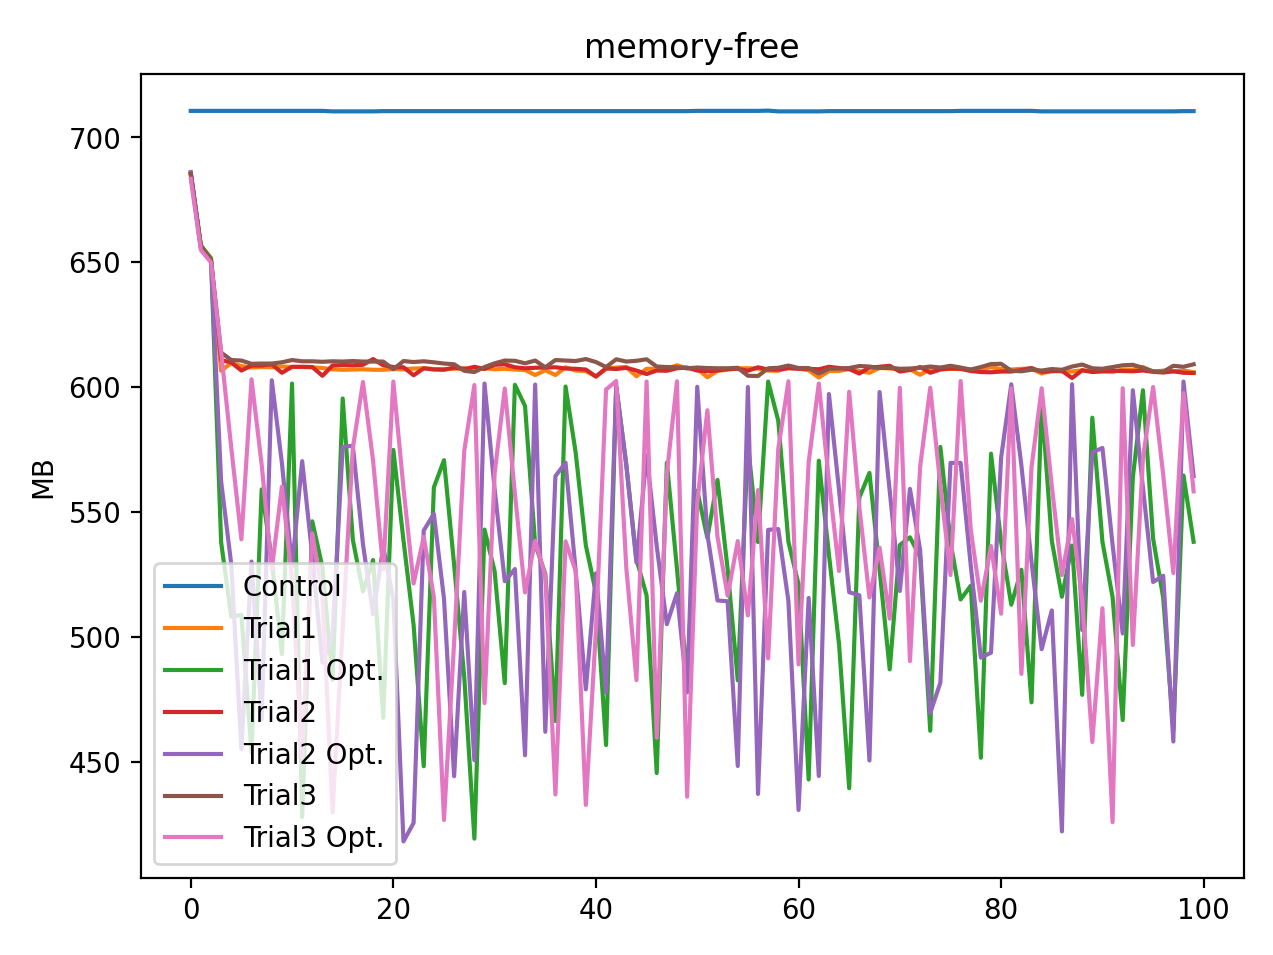 memory-free
MB
700
650
600
550
500
450
Control
Trial1
Trial1 Opt.
Trial2
Trial2 Opt.
Trial3
Trial3 Opt.
0 20 40 60 80 100